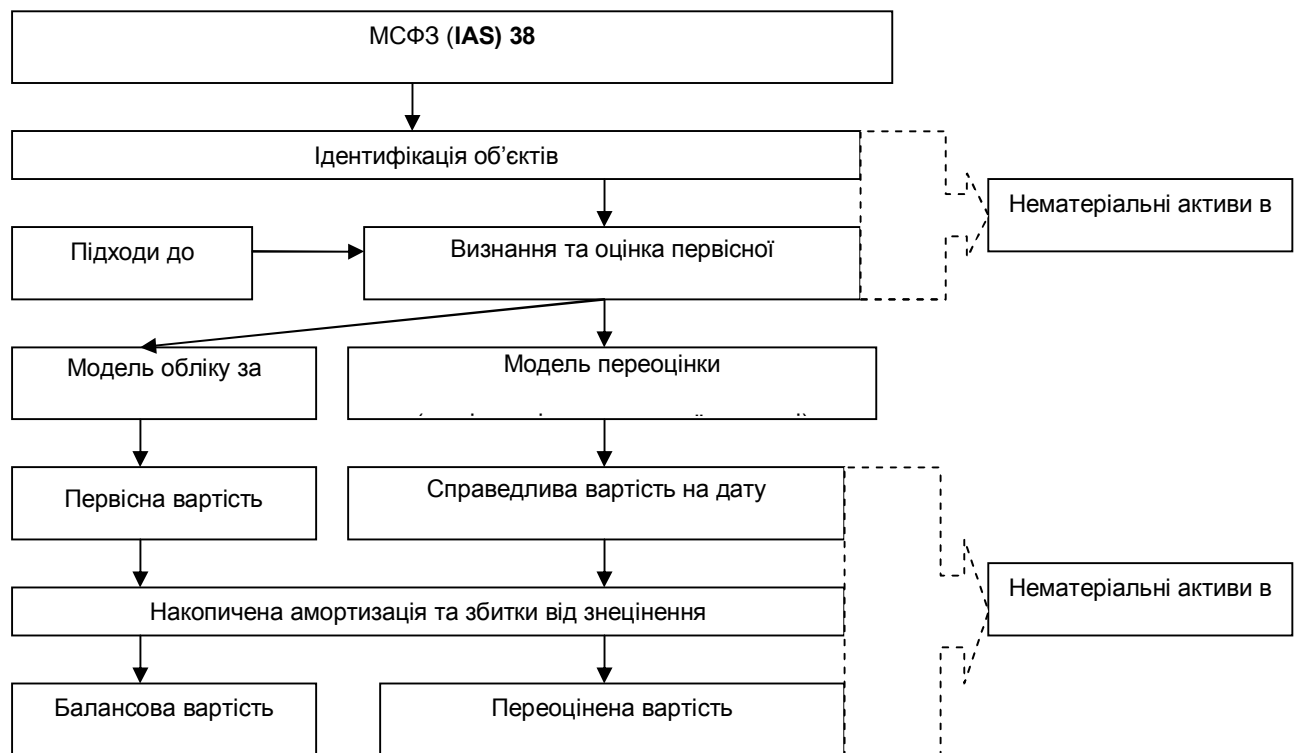 МСФЗ (IAS) 38
Ідентифікація об’єктів
Нематеріальні активи в
Підходи до
Визнання та оцінка первісної
Модель обліку за
Модель переоцінки
Первісна вартість
Справедлива вартість на дату
Нематеріальні активи в
Накопичена амортизація та збитки від знецінення
Балансова вартість
Переоцінена вартість